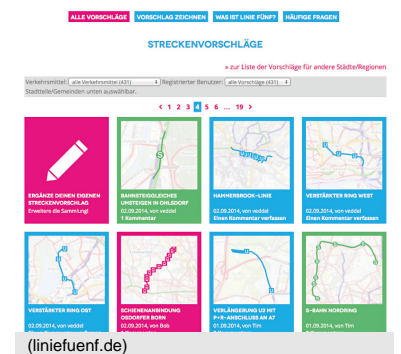 ALLE VORSCHLÄGE VORSCHLAG ZEICHNEN WAS IST LINIE FÜNF? HÄUFIGE FRAGEN
STRECKENVORSCHLÄGE
» zur Liste der Vorschläge für andere Städte/Regionen
Verkehrsmittel: alle Verkehrsmittel (431) Registrierter Benutzer: alle Vorschläge (431)
Stadtteile/Gemeinden unten auswählbar.
< 1 2 3 4 5 6 ... 19 >
ERGÄNZE DEINEN EIGENEN
STRECKENVORSCHLAG
Erweitere die Sammlung!
BAHNSTEIGGLEICHES
UMSTEIGEN IN OHLSDORF
02.09.2014, von veddel
1 Kommentar
HAMMERSBROOK-LINIE
02.09.2014, von veddel
Einen Kommentar verfassen
VERSTÄRKTER RING WEST
02.09.2014, von veddel
Einen Kommentar verfassen
VERSTÄRKTER RING OST
02.09.2014, von veddel
SCHIENENANBINDUNG
OSDORFER BORN
02.09.2014, von Bob
VERLÄNGERUNG U2 MIT
P+R-ANSCHLUSS AN A7
01.09.2014, von Tim
S-BAHN NORDRING
01.09.2014, von Tim
(liniefuenf.de)